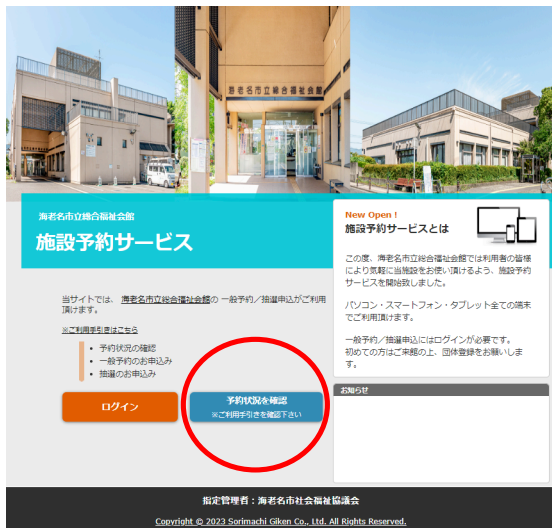 海老名市立総合福祉会館
海老名市立総合福祉会館
施設予約サービス
New Open !
施設予約サービスとは
この度、海老名市立総合福祉会館では利用者の皆様
により気軽に当施設をお使い頂けるよう、施設予約
サービスを開始致しました。
パソコン・スマートフォン・タブレット全ての端末
でご利用頂けます。
一般予約／抽選申込にはログインが必要です。
初めての方はご来館の上、団体登録をお願いしま
す。
当サイトでは、 海老名市立総合福祉会館の 一般予約／抽選申込がご利用
頂けます。
※ご利用手引きはこちら
• 予約状況の確認
• 一般予約のお申込み
• 抽選のお申込み
ログイン
予約状況を確認
※ご利用手引きを確認下さい
お知らせ
指定管理者：海老名市社会福祉協議会
Copyright © 2023 Sorimachi Giken Co., Ltd. All Rights Reserved.